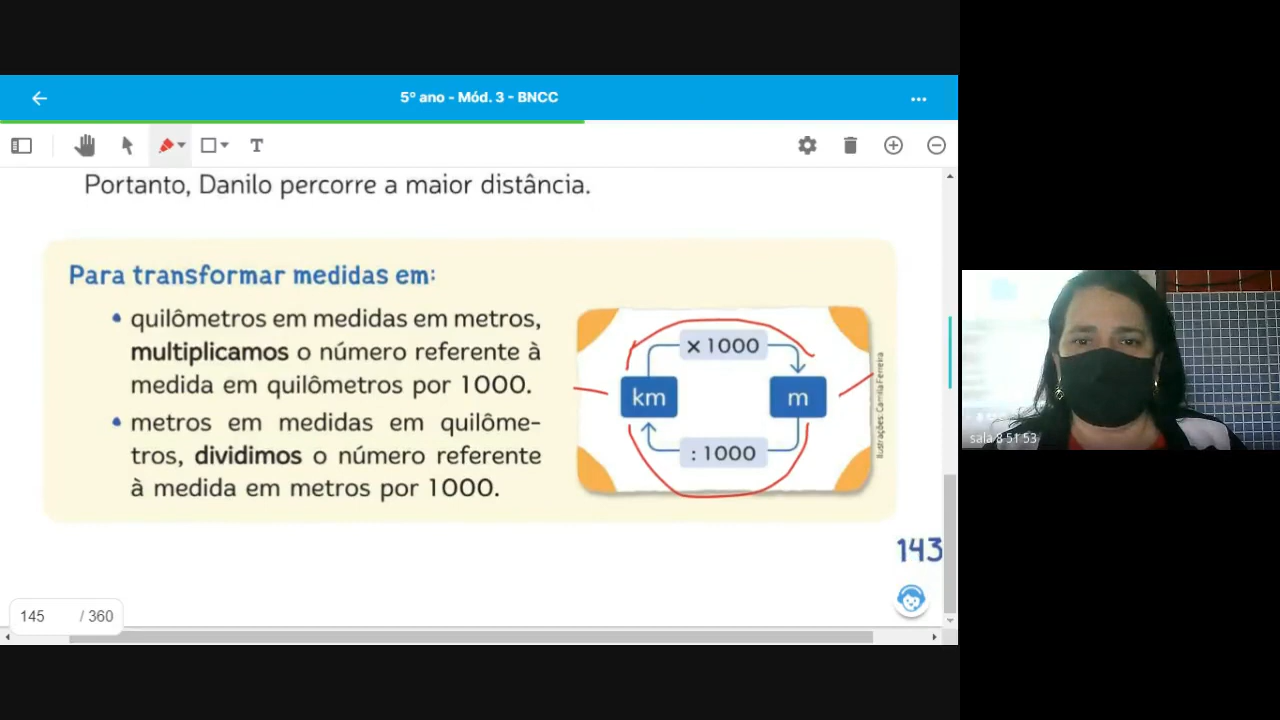 5º ano - Mód. 3 - BNCC
T
Portanto, Danilo percorre a maior distância.
Para transformar medidas em:
• quilômetros em medidas em metros,
multiplicamos o número referente à
medida em quilômetros por 1000.
• metros em medidas em quilôme-
tros, dividimos o número referente
à medida em metros por 1000.
x 1000
km
m
: 1000
Ilustrações: Camila Ferreira
143
145 / 360
sala 8 51 53